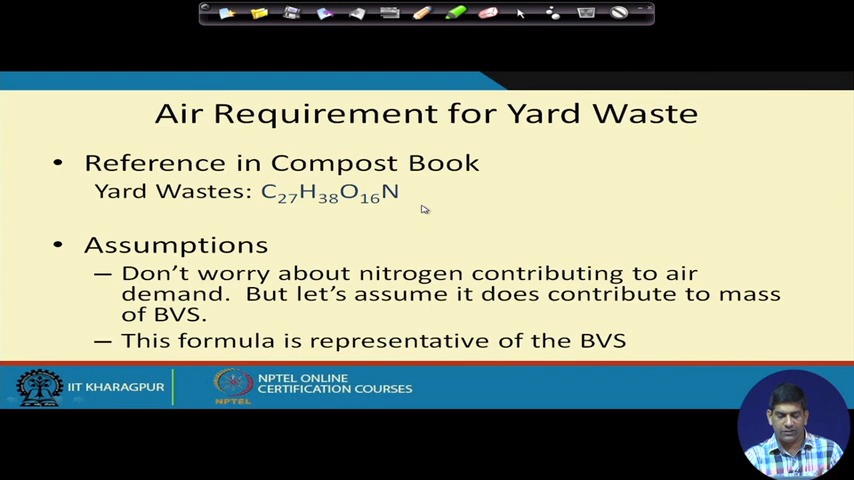 Air Requirement for Yard Waste
• Reference in Compost Book
Yard Wastes: C₂₇H₃₈O₁₆N
• Assumptions
– Don't worry about nitrogen contributing to air
demand. But let's assume it does contribute to mass
of BVS.
– This formula is representative of the BVS
IIT KHARAGPUR
NPTEL
NPTEL ONLINE
CERTIFICATION COURSES